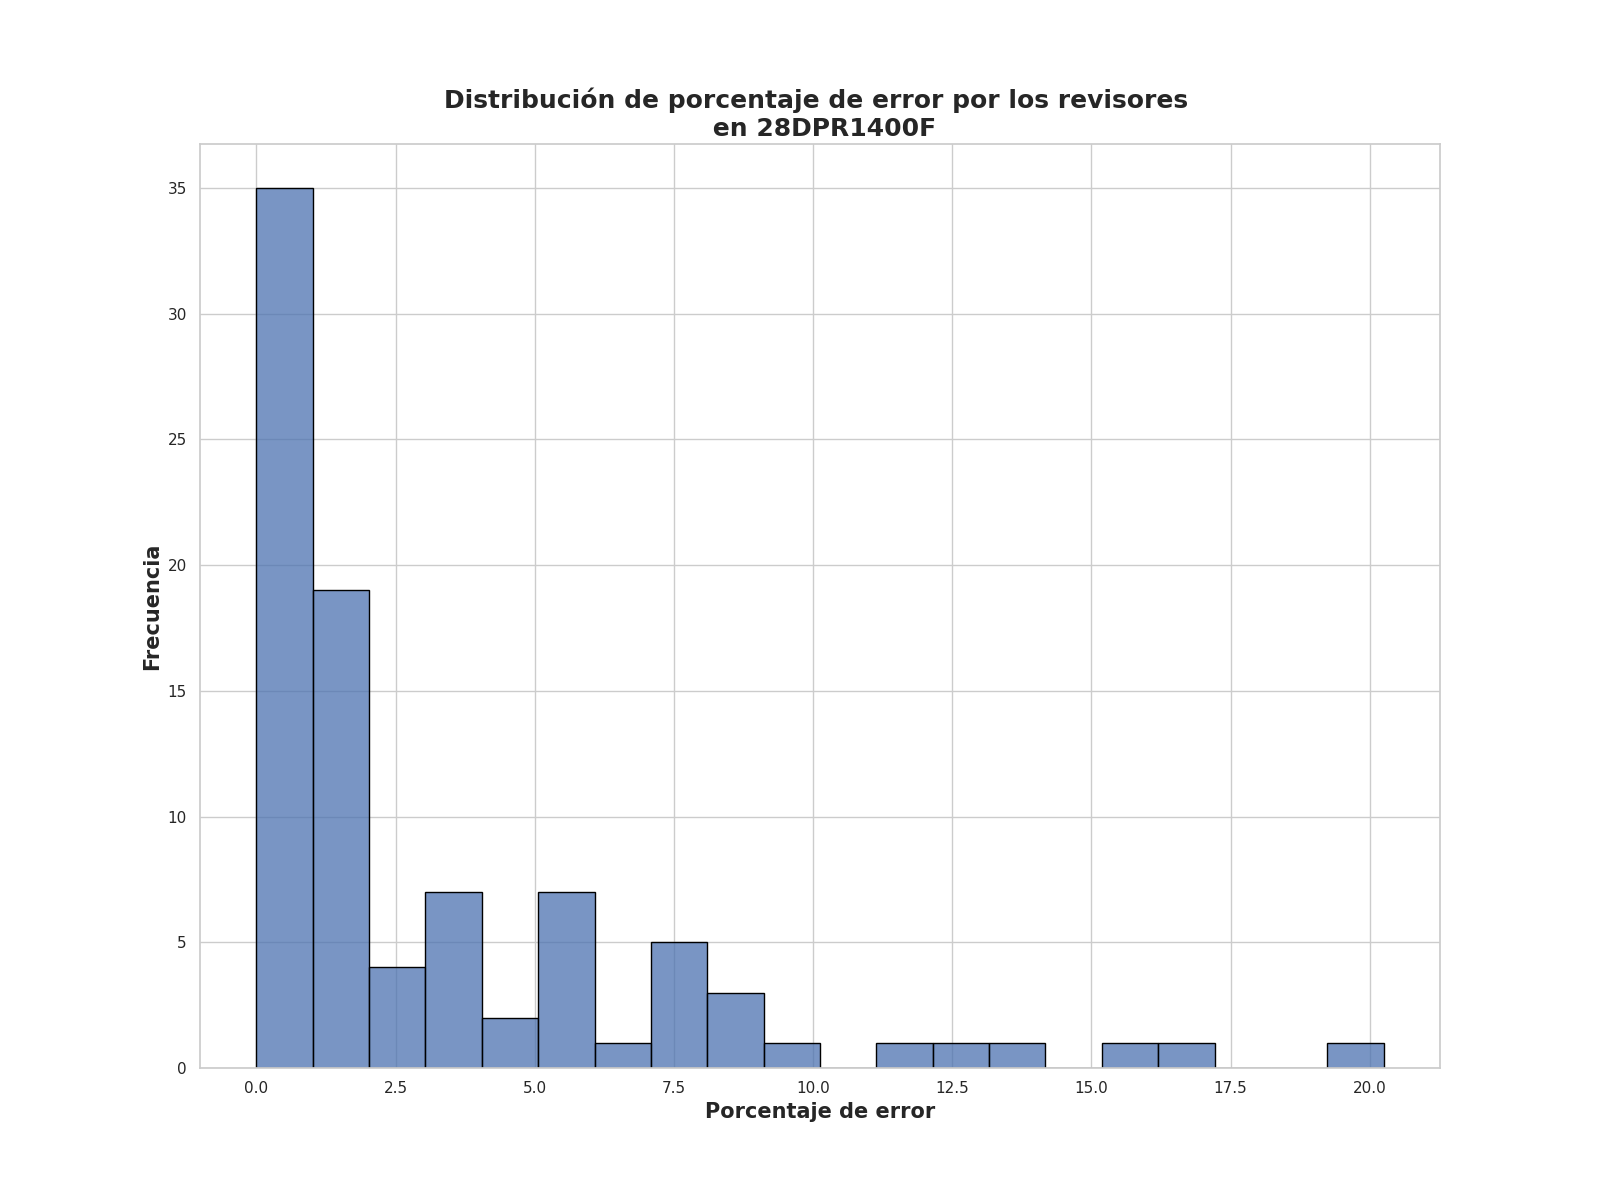 Distribución de porcentaje de error por los revisores
en 28DPR1400F
35
30
25
20
15
10
5
0
Frecuencia
0.0 2.5 5.0 7.5 10.0 12.5 15.0 17.5 20.0
Porcentaje de error